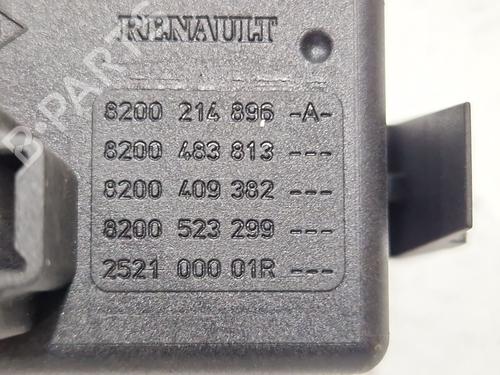 RENAULT
8200 214 896 -A-
8200 483 813 ---
8200 409 382 ---
8200 523 299 ---
2521 000 01R ---
B-PARTS